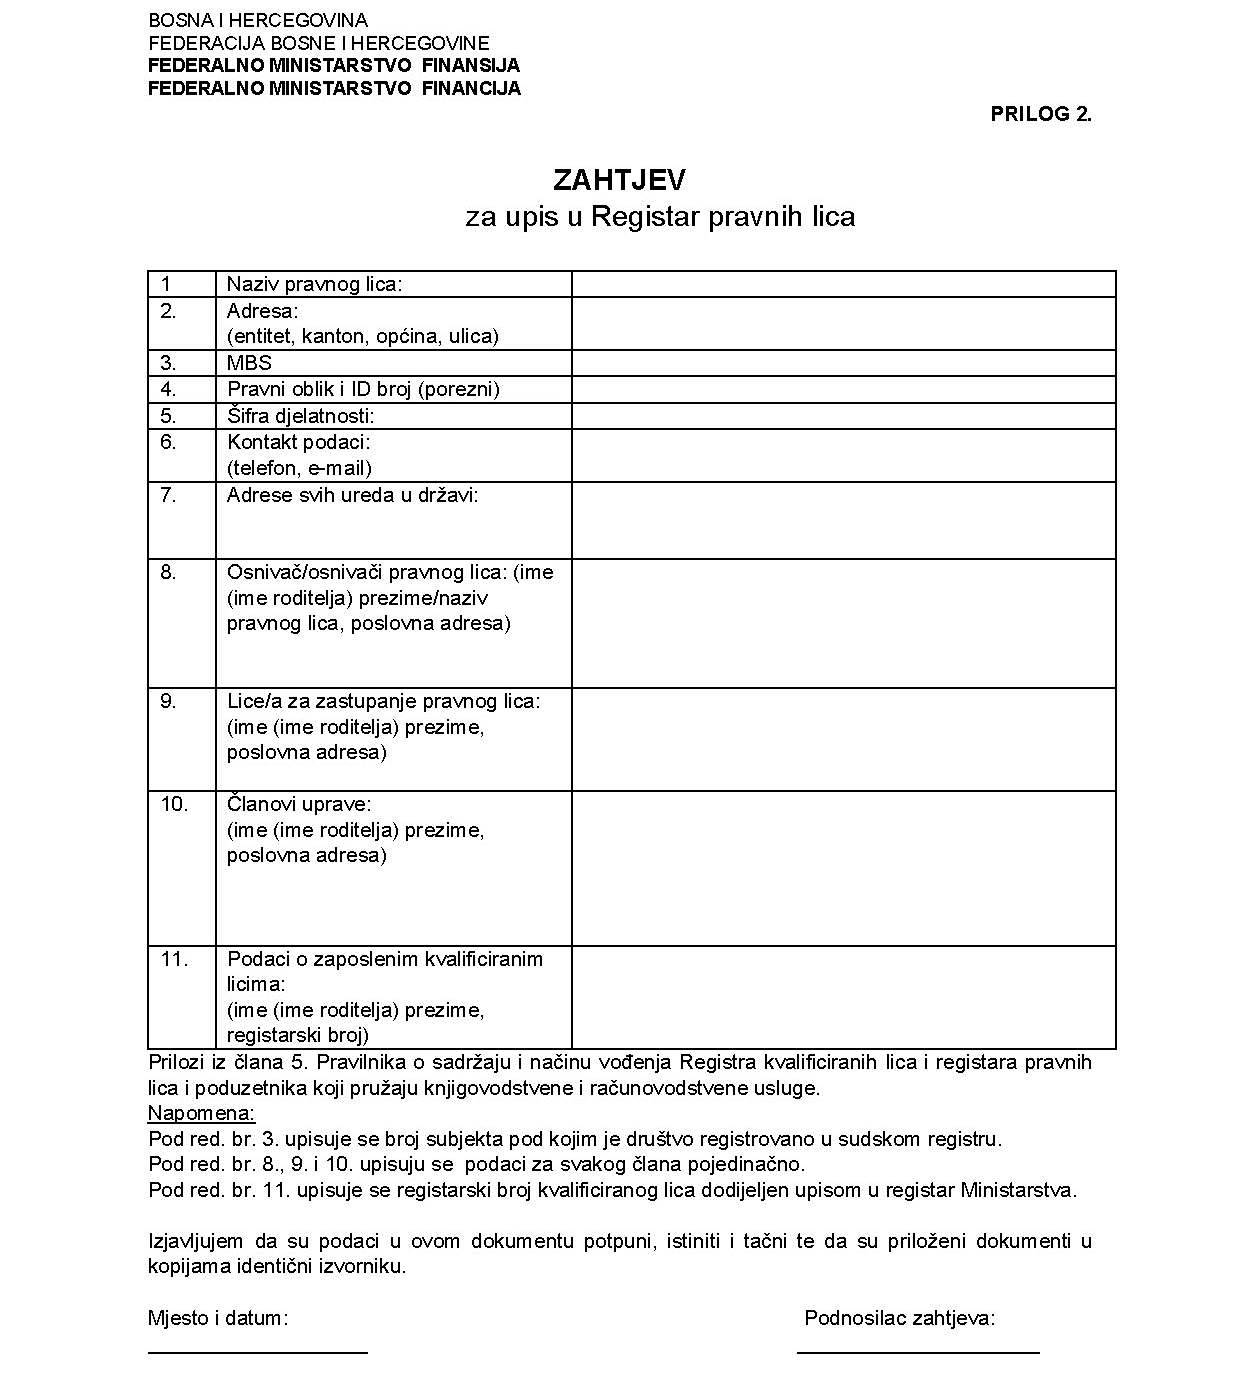 BOSNA I HERCEGOVINA
FEDERACIJA BOSNE I HERCEGOVINE
FEDERALNO MINISTARSTVO FINANSIJA
FEDERALNO MINISTARSTVO FINANCIJA
PRILOG 2.
ZAHTJEV
za upis u Registar pravnih lica
1 Naziv pravnog lica:
2. Adresa:
(entitet, kanton, općina, ulica)
3. MBS
4. Pravni oblik i ID broj (porezni)
5. Šifra djelatnosti:
6. Kontakt podaci:
(telefon, e-mail)
7. Adrese svih ureda u državi:
8. Osnivač/osnivači pravnog lica: (ime
(ime roditelja) prezime/naziv
pravnog lica, poslovna adresa)
9. Lice/a za zastupanje pravnog lica:
(ime (ime roditelja) prezime,
poslovna adresa)
10. Članovi uprave:
(ime (ime roditelja) prezime,
poslovna adresa)
11. Podaci o zaposlenim kvalificiranim
licima:
(ime (ime roditelja) prezime,
registarski broj)
Prilozi iz člana 5. Pravilnika o sadržaju i načinu vođenja Registra kvalificiranih lica i registara pravnih
lica i poduzetnika koji pružaju knjigovodstvene i računovodstvene usluge.
Napomena:
Pod red. br. 3. upisuje se broj subjekta pod kojim je društvo registrovano u sudskom registru.
Pod red. br. 8., 9. i 10. upisuju se podaci za svakog člana pojedinačno.
Pod red. br. 11. upisuje se registarski broj kvalificiranog lica dodijeljen upisom u registar Ministarstva.
Izjavljujem da su podaci u ovom dokumentu potpuni, istiniti i tačni te da su priloženi dokumenti u
kopijama identični izvorniku.
Mjesto i datum: Podnosilac zahtjeva: